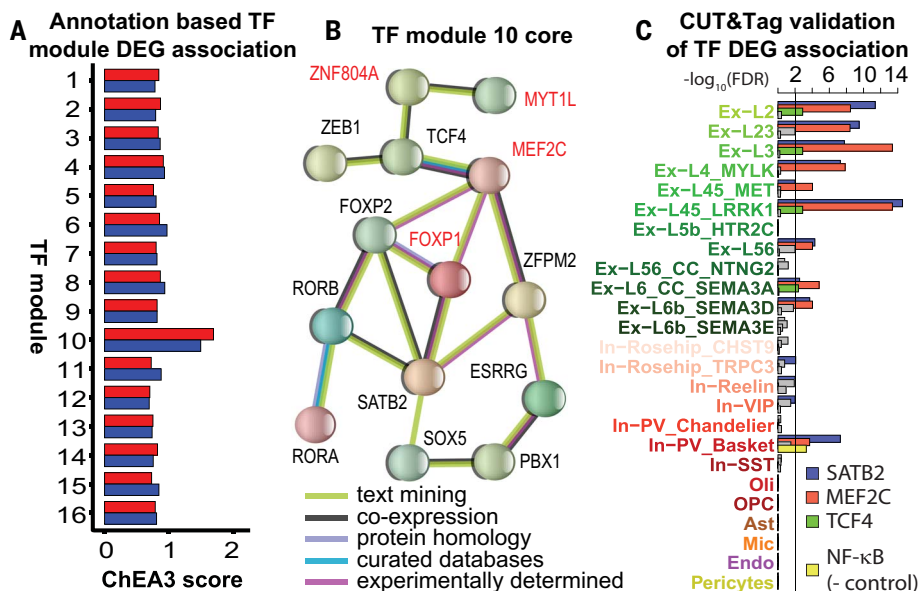 A
Annotation based TF
module DEG association
TF module
1
2
3
4
5
6
7
8
9
10
11
12
13
14
15
16
0 1 2
ChEA3 score
B
TF module 10 core
ZNF804A
MYT1L
ZEB1
TCF4
MEF2C
FOXP2
FOXP1
ZFPM2
RORB
ESRRG
SATB2
SOX5
RORA
PBX1
text mining
co-expression
protein homology
curated databases
experimentally determined
C
CUT&Tag validation
of TF DEG association
-log10(FDR)
2 6 10 14
Ex−L2
Ex−L23
Ex−L3
Ex−L4_MYLK
Ex−L45_MET
Ex−L45_LRRK1
Ex−L5b_HTR2C
Ex−L56
Ex−L56_CC_NTNG2
Ex−L6_CC_SEMA3A
Ex−L6b_SEMA3D
Ex−L6b_SEMA3E
In−Rosehip_CHST9
In−Rosehip_TRPC3
In−Reelin
In−VIP
In−PV_Chandelier
In−PV_Basket
In−SST
Oli
OPC
Ast
Mic
Endo
Pericytes
SATB2
MEF2C
TCF4
NF-κB
(- control)